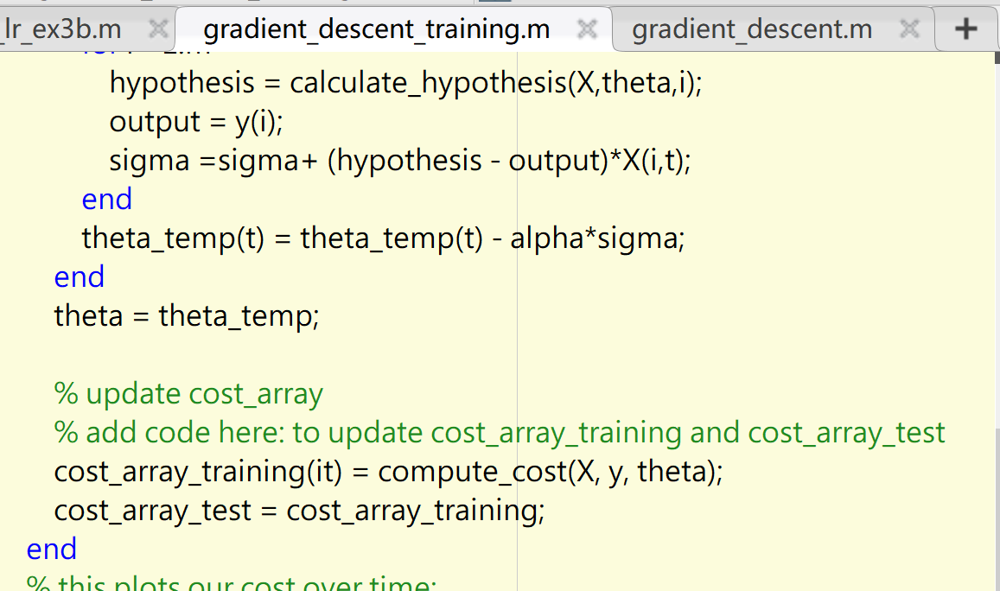 _lr_ex3b.m × gradient_descent_training.m × gradient_descent.m × +
hypothesis = calculate_hypothesis(X,theta,i);
output = y(i);
sigma =sigma+ (hypothesis - output)*X(i,t);
end
theta_temp(t) = theta_temp(t) - alpha*sigma;
end
theta = theta_temp;
% update cost_array
% add code here: to update cost_array_training and cost_array_test
cost_array_training(it) = compute_cost(X, y, theta);
cost_array_test = cost_array_training;
end
% this plots our cost over time: